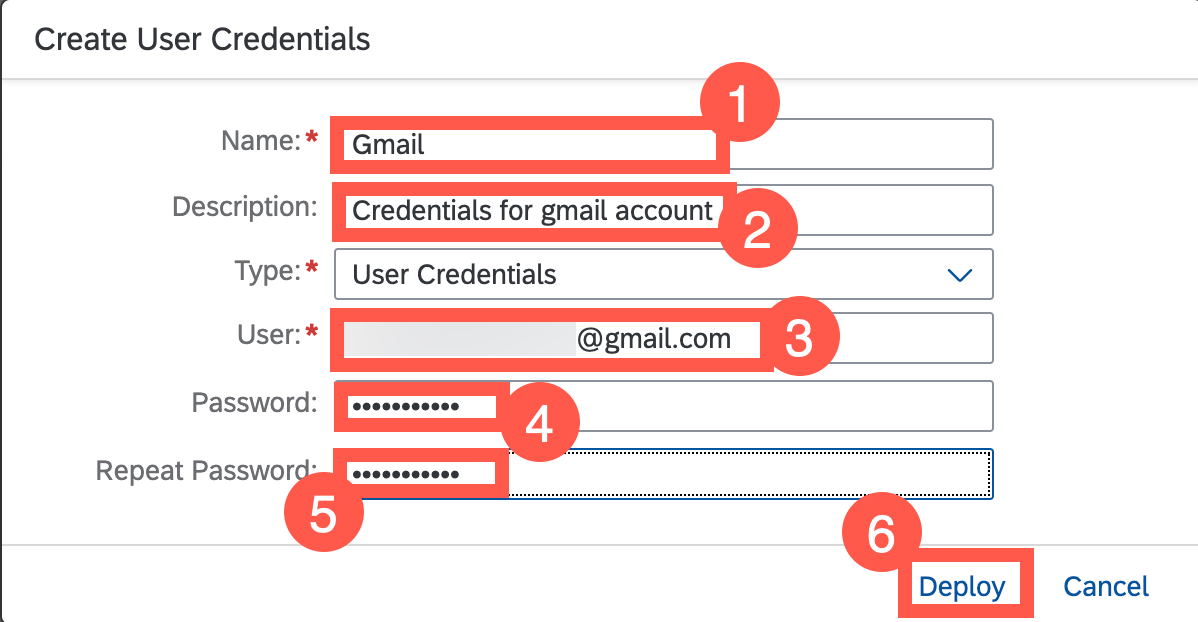 Create User Credentials
1
Name:* Gmail
Description: Credentials for gmail account
2
Type:* User Credentials
User:* @gmail.com
3
Password: •••••••••••
4
Repeat Password: •••••••••••
5
6
Deploy Cancel